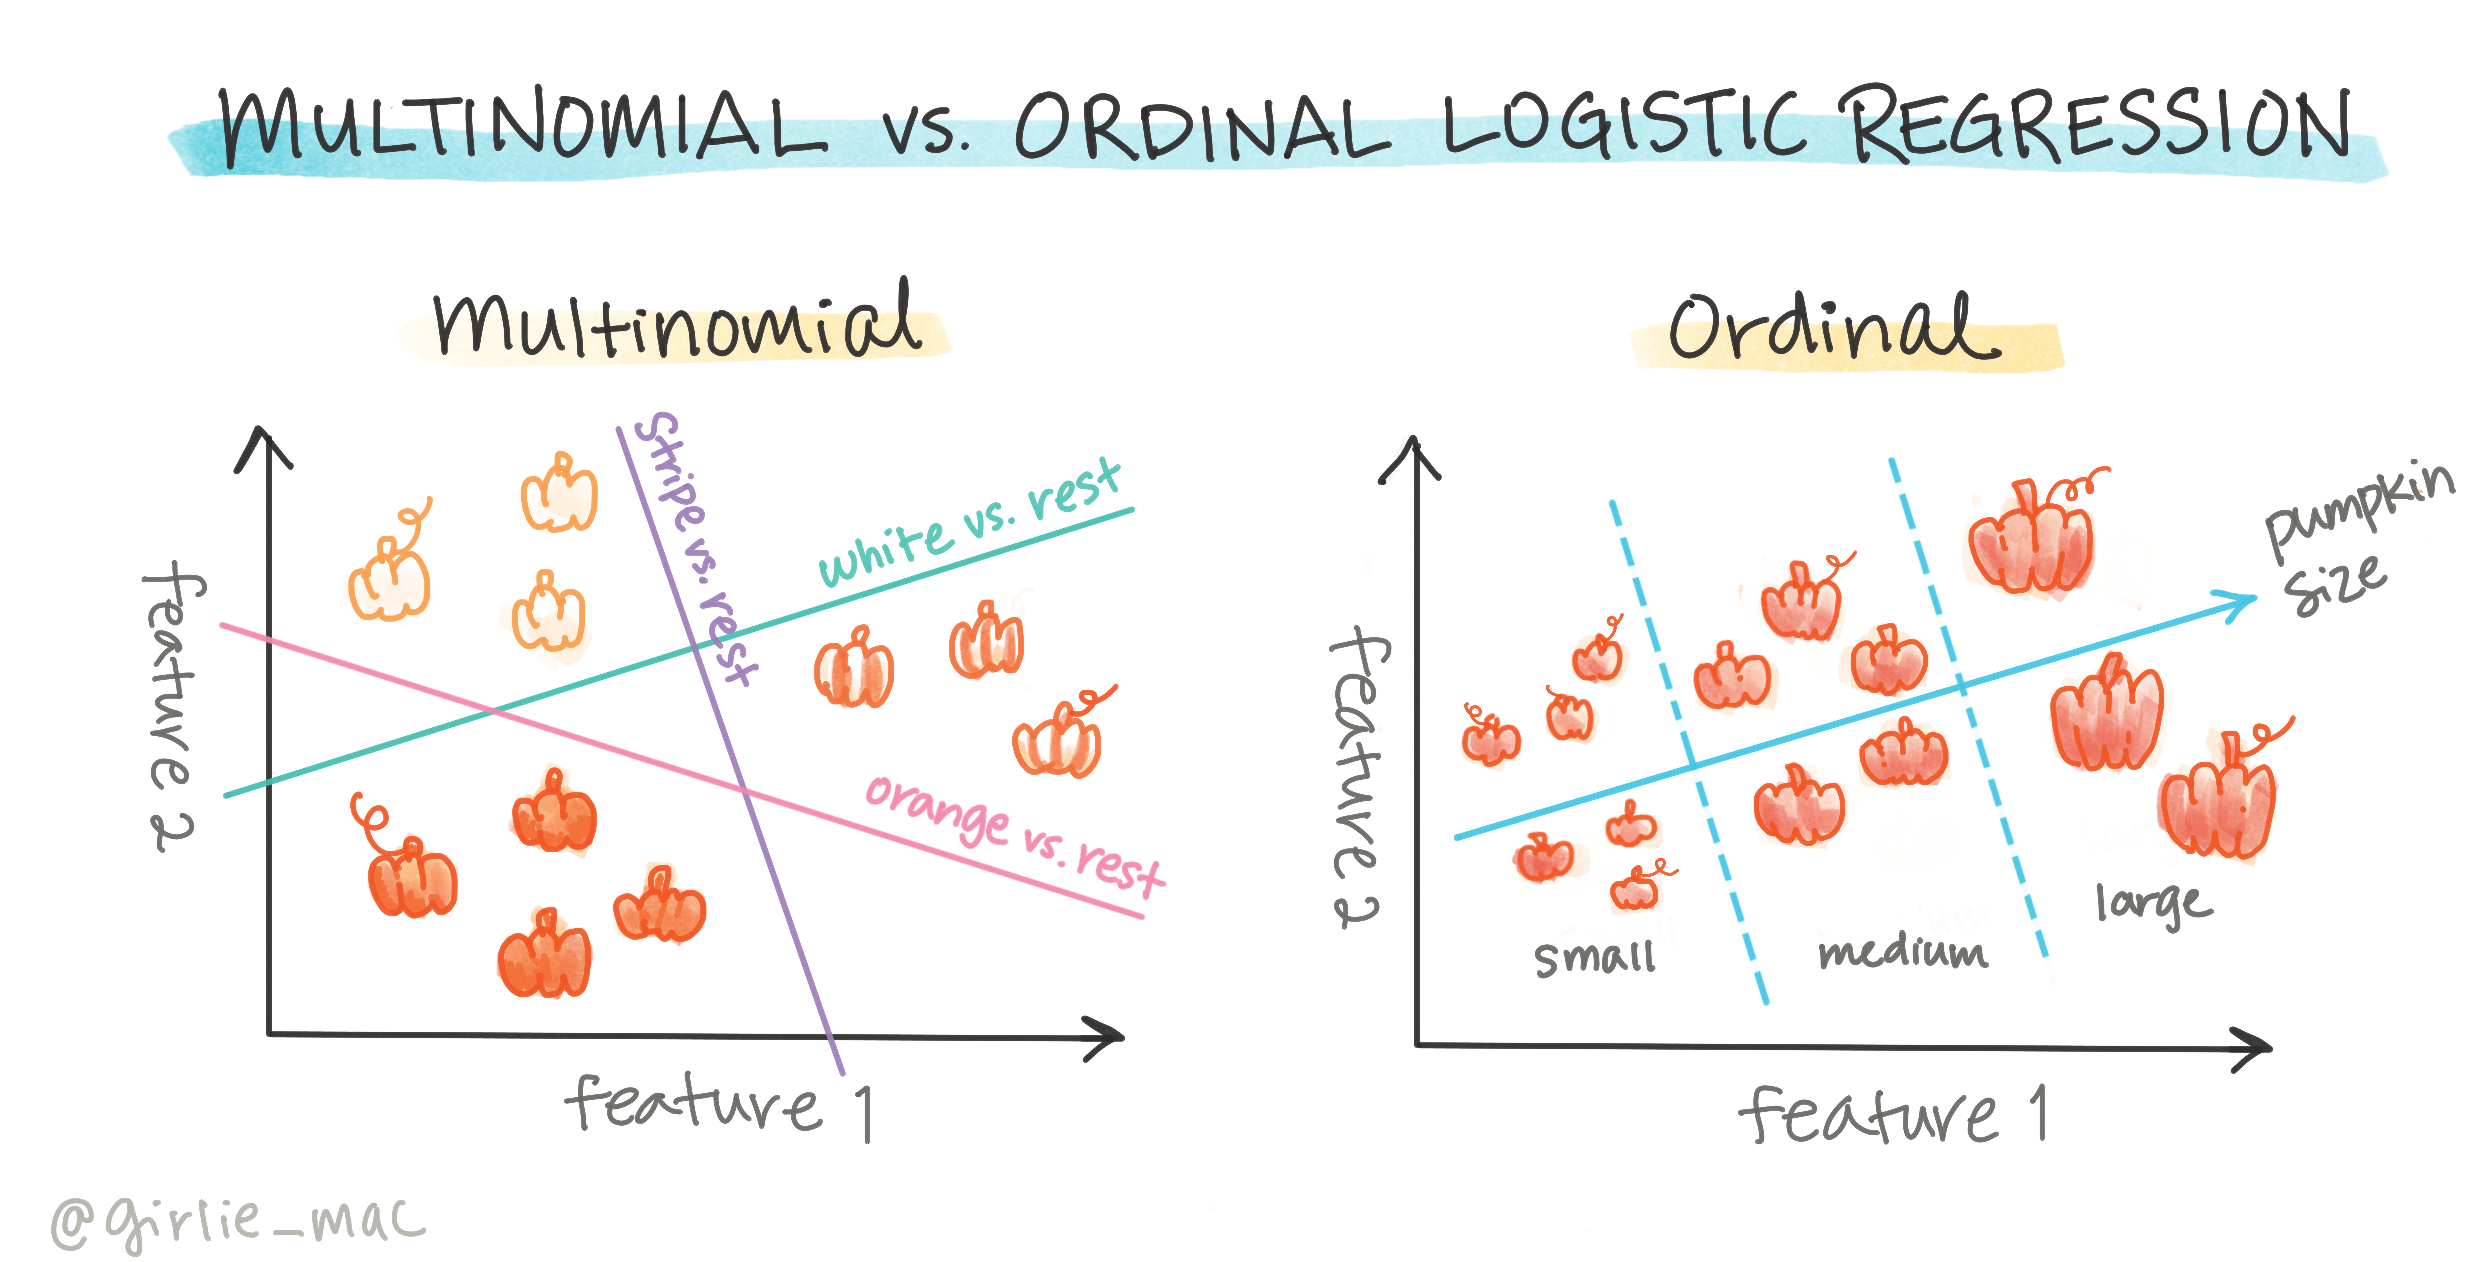 MULTINOMIAL vs. ORDINAL LOGISTIC REGRESSION
Multinomial
feature 2
Stripe vs. rest
white vs. rest
orange vs. rest
feature 1
Ordinal
feature 2
pumpkin
size
small
medium
large
feature 1
@girlie_mac